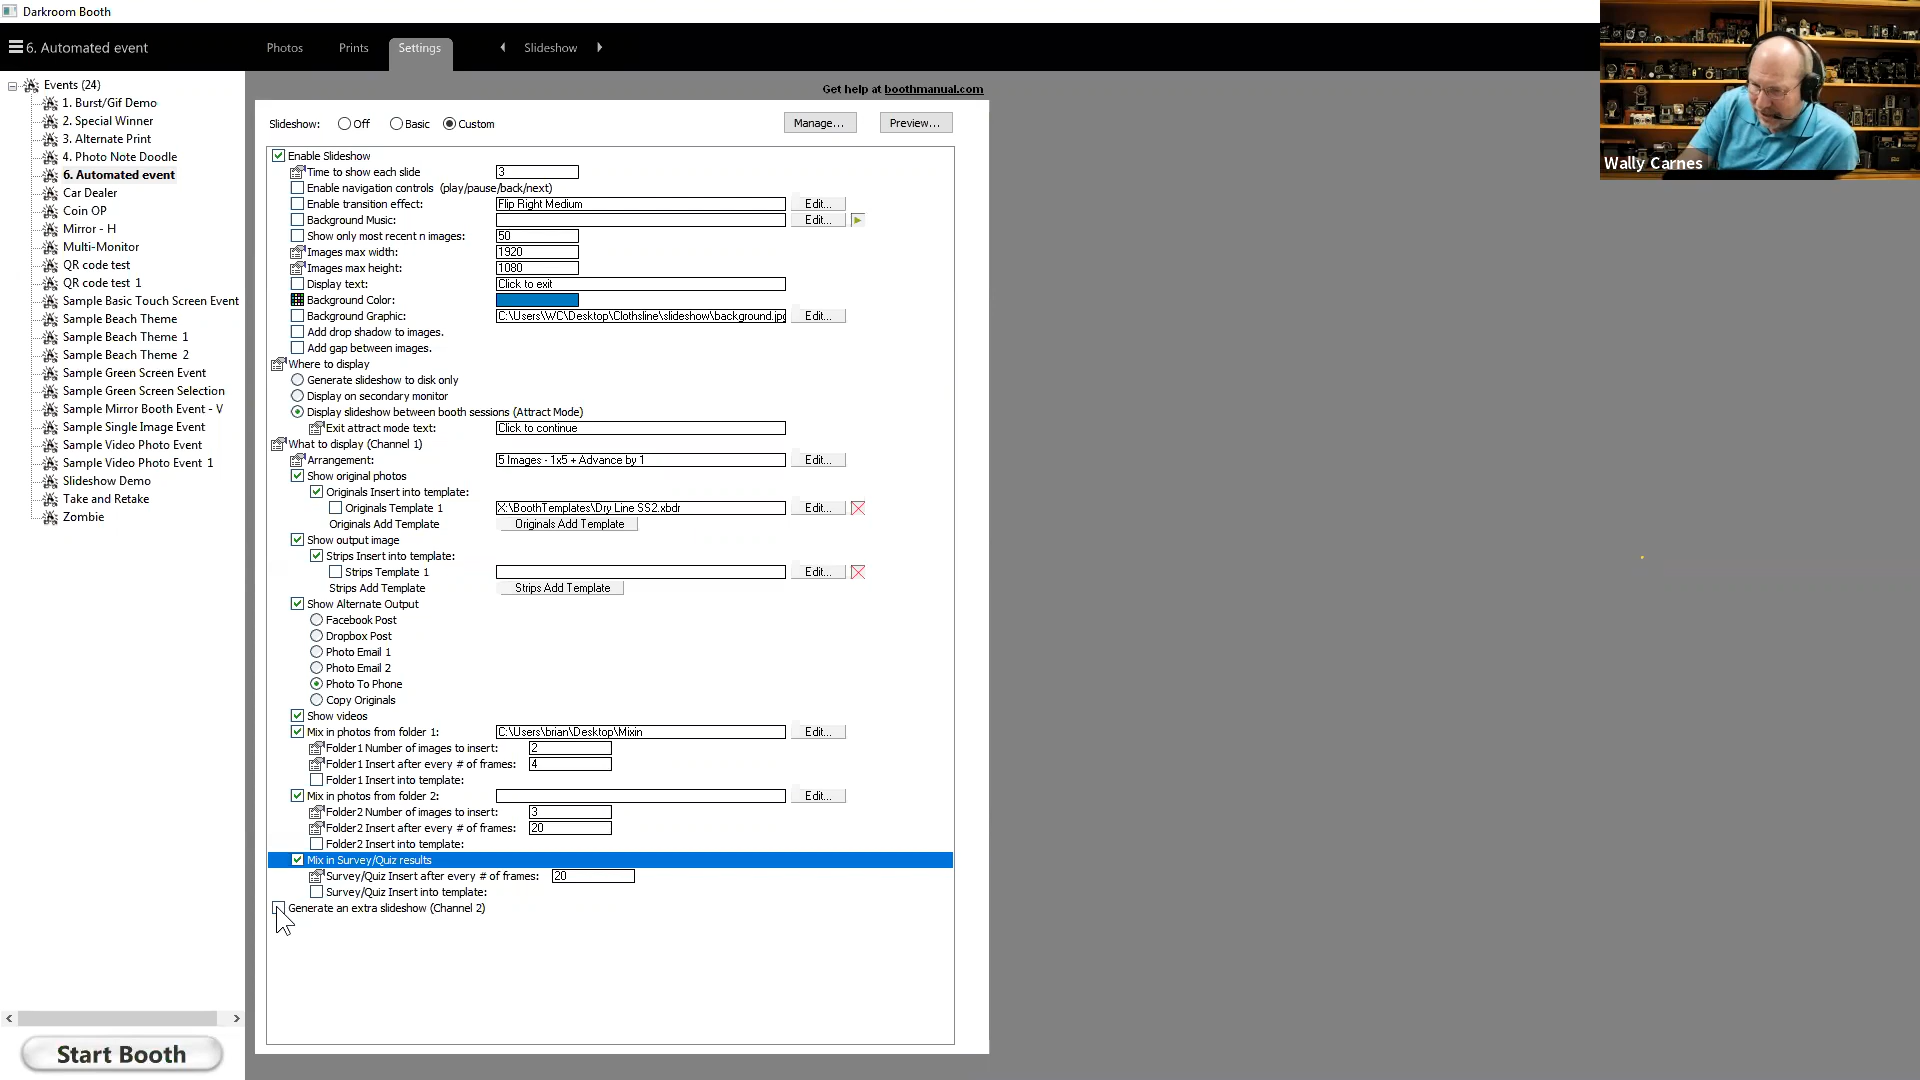 Darkroom Booth
6. Automated event
Photos
Prints
Settings
Slideshow
Events (24)
1. Burst/Gif Demo
2. Special Winner
3. Alternate Print
4. Photo Note Doodle
6. Automated event
Car Dealer
Coin OP
Mirror - H
Multi-Monitor
QR code test
QR code test 1
Sample Basic Touch Screen Event
Sample Beach Theme
Sample Beach Theme 1
Sample Beach Theme 2
Sample Green Screen Event
Sample Green Screen Selection
Sample Mirror Booth Event - V
Sample Single Image Event
Sample Video Photo Event
Sample Video Photo Event 1
Slideshow Demo
Take and Retake
Zombie
Start Booth
Get help at boothmanual.com
Slideshow: Off Basic Custom Manage... Preview...
Enable Slideshow
Time to show each slide 3
Enable navigation controls (play/pause/back/next)
Enable transition effect: Flip Right Medium Edit...
Background Music: Edit...
Show only most recent n images: 50
Images max width: 1920
Images max height: 1080
Display text: Click to exit
Background Color:
Background Graphic: C:\Users\WC\Desktop\Clothsline\slideshow\background.jpg Edit...
Add drop shadow to images.
Add gap between images.
Where to display
Generate slideshow to disk only
Display on secondary monitor
Display slideshow between booth sessions (Attract Mode)
Exit attract mode text: Click to continue
What to display (Channel 1)
Arrangement: 5 Images - 1x5 + Advance by 1 Edit...
Show original photos
Originals Insert into template:
Originals Template 1 X:\BoothTemplates\Dry Line SS2.xbdr Edit...
Originals Add Template Originals Add Template
Show output image
Strips Insert into template:
Strips Template 1 Edit...
Strips Add Template Strips Add Template
Show Alternate Output
Facebook Post
Dropbox Post
Photo Email 1
Photo Email 2
Photo To Phone
Copy Originals
Show videos
Mix in photos from folder 1: C:\Users\brian\Desktop\Mixin Edit...
Folder1 Number of images to insert: 2
Folder1 Insert after every # of frames: 4
Folder1 Insert into template:
Mix in photos from folder 2: Edit...
Folder2 Number of images to insert: 3
Folder2 Insert after every # of frames: 20
Folder2 Insert into template:
Mix in Survey/Quiz results
Survey/Quiz Insert after every # of frames: 20
Survey/Quiz Insert into template:
Generate an extra slideshow (Channel 2)
Wally Carnes